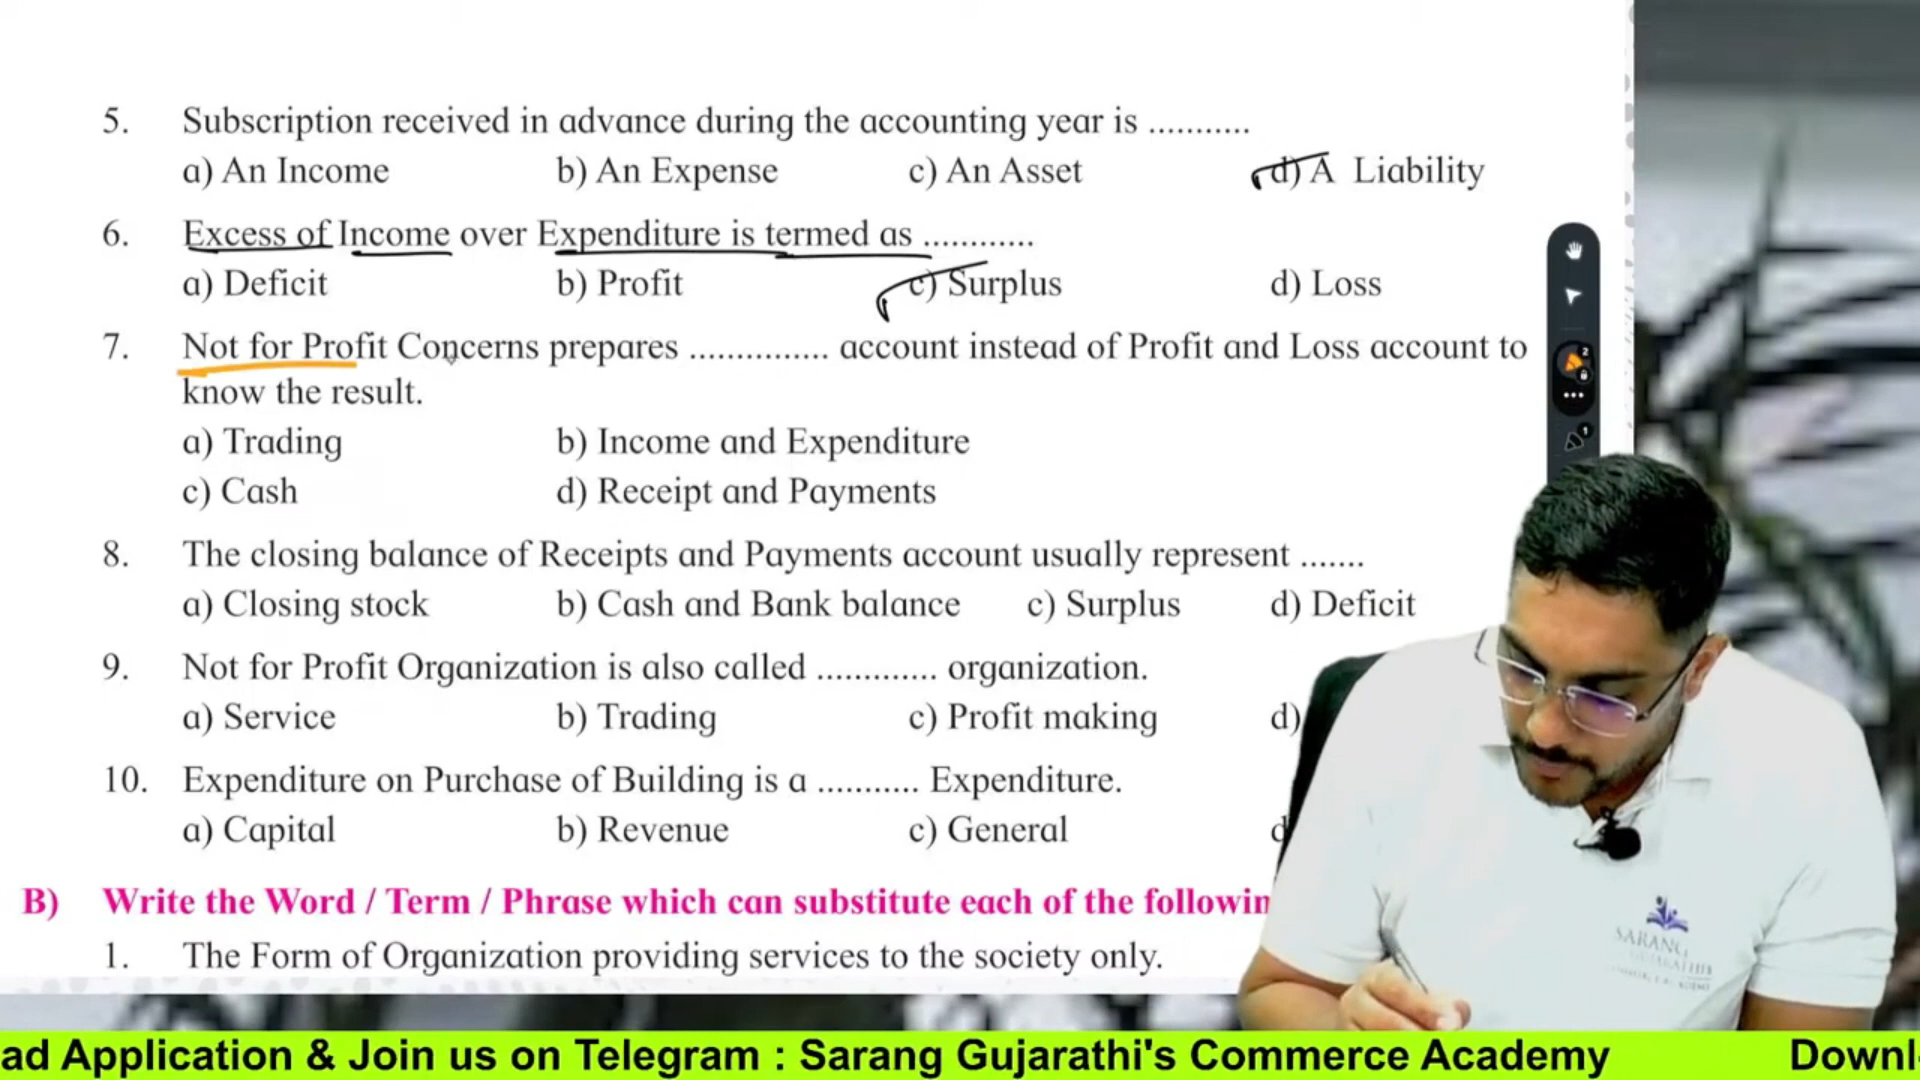 5. Subscription received in advance during the accounting year is ...........
a) An Income b) An Expense c) An Asset d) A Liability
6. Excess of Income over Expenditure is termed as ............
a) Deficit b) Profit c) Surplus d) Loss
7. Not for Profit Concerns prepares ............... account instead of Profit and Loss account to
know the result.
a) Trading b) Income and Expenditure
c) Cash d) Receipt and Payments
8. The closing balance of Receipts and Payments account usually represent .......
a) Closing stock b) Cash and Bank balance c) Surplus d) Deficit
9. Not for Profit Organization is also called ............. organization.
a) Service b) Trading c) Profit making d)
10. Expenditure on Purchase of Building is a ........... Expenditure.
a) Capital b) Revenue c) General d
B) Write the Word / Term / Phrase which can substitute each of the followin
1. The Form of Organization providing services to the society only.
SARANG
GUJARATHI
ad Application & Join us on Telegram : Sarang Gujarathi's Commerce Academy Downl